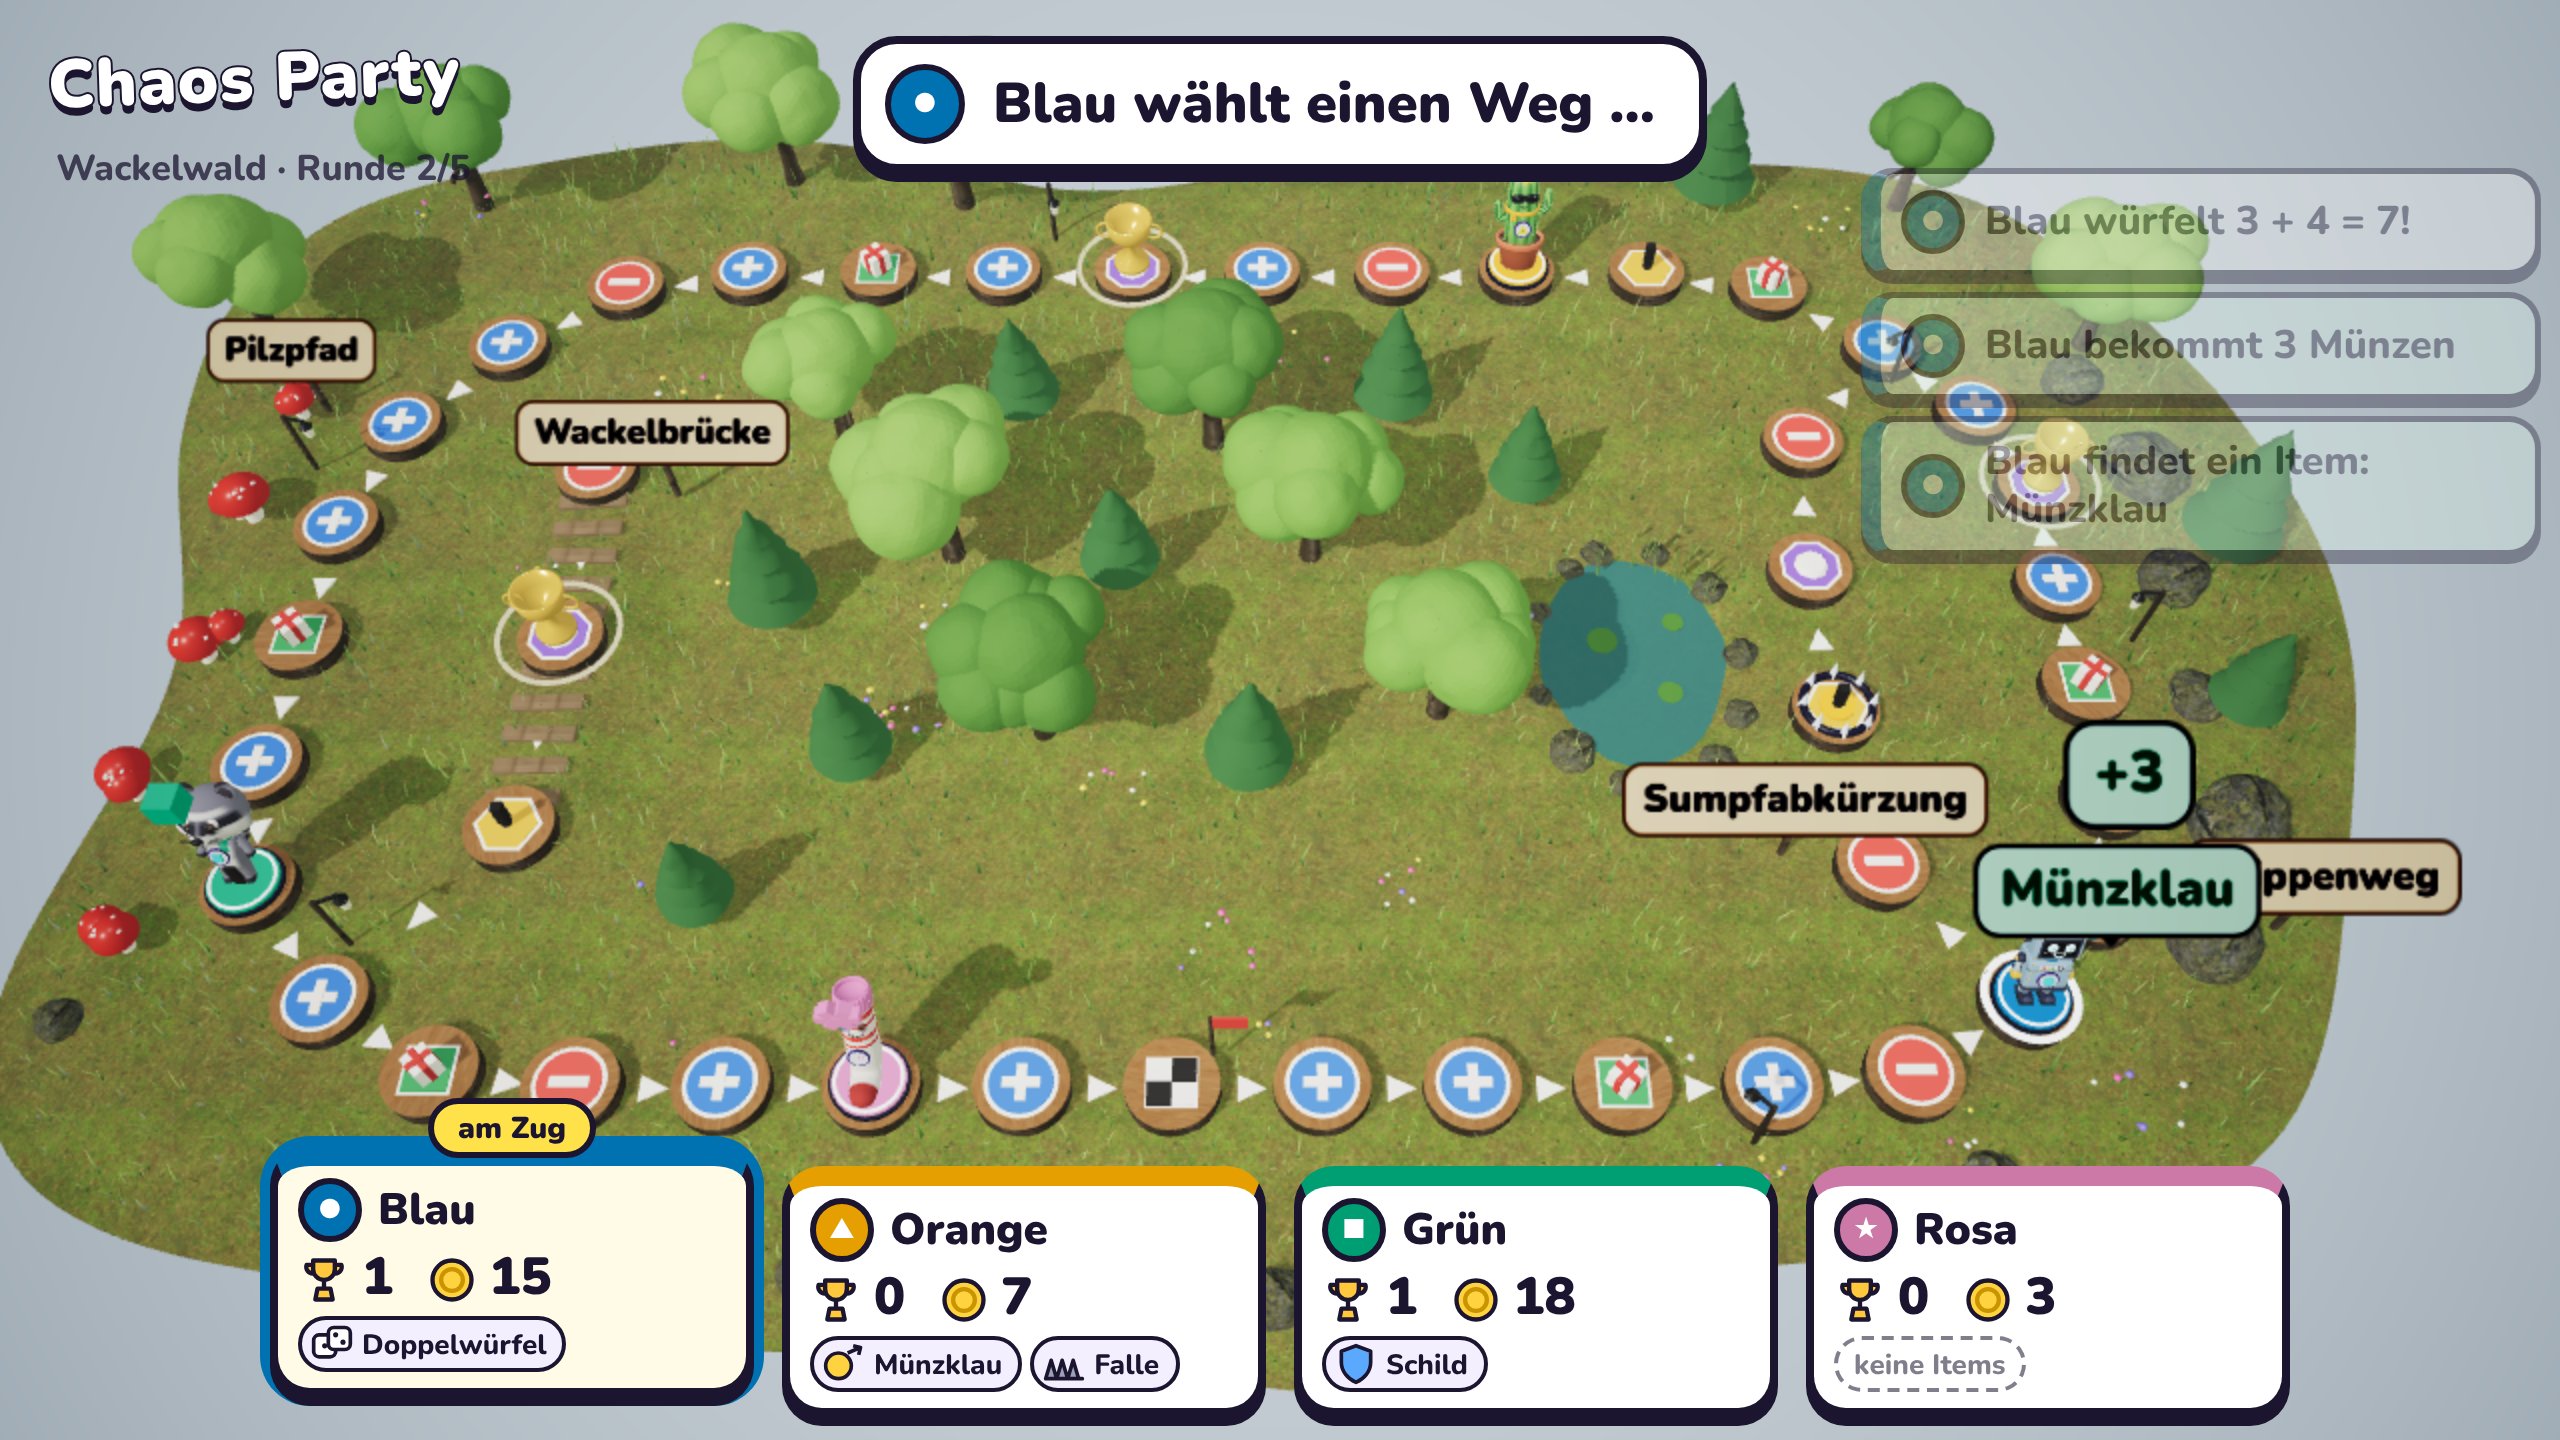 Chaos Party
Wackelwald · Runde 2/5
Blau wählt einen Weg ...
Blau würfelt 3 + 4 = 7!
Blau bekommt 3 Münzen
Blau findet ein Item:
Münzklau
Pilzpfad
Wackelbrücke
Sumpfabkürzung
+3
Münzklau
ppenweg
am Zug
Blau
1 15
Doppelwürfel
Orange
0 7
Münzklau Falle
Grün
1 18
Schild
Rosa
0 3
keine Items